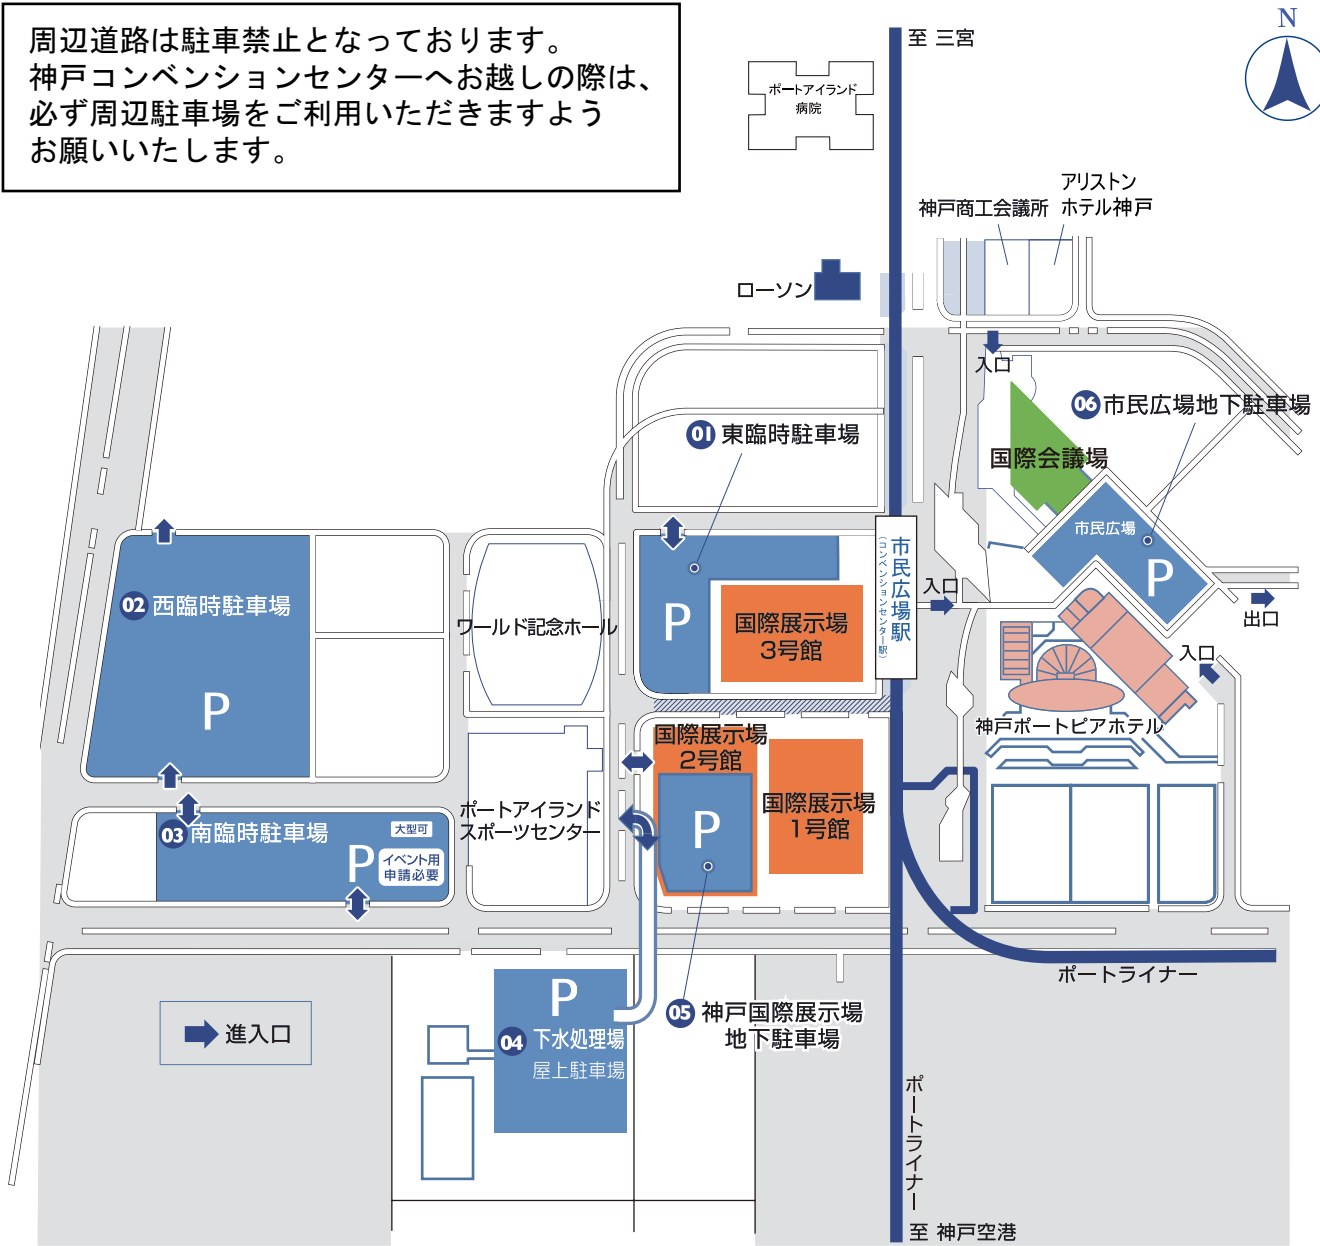 周辺道路は駐車禁止となっております。
神戸コンベンションセンターへお越しの際は、
必ず周辺駐車場をご利用いただきますよう
お願いいたします。
至 三宮
N
ポートアイランド
病院
アリストン
ホテル神戸
神戸商工会議所
ローソン
入口
06 市民広場地下駐車場
01 東臨時駐車場
国際会議場
市民広場
P
市民広場駅
(コンベンションセンター駅)
入口
出口
入口
02 西臨時駐車場
P
ワールド記念ホール
P
国際展示場
3号館
神戸ポートピアホテル
国際展示場
2号館
P
国際展示場
1号館
ポートアイランド
スポーツセンター
03 南臨時駐車場
大型可
P
イベント用
申請必要
ポートライナー
進入口
P
04 下水処理場
屋上駐車場
05 神戸国際展示場
地下駐車場
ポートライナー
至 神戸空港